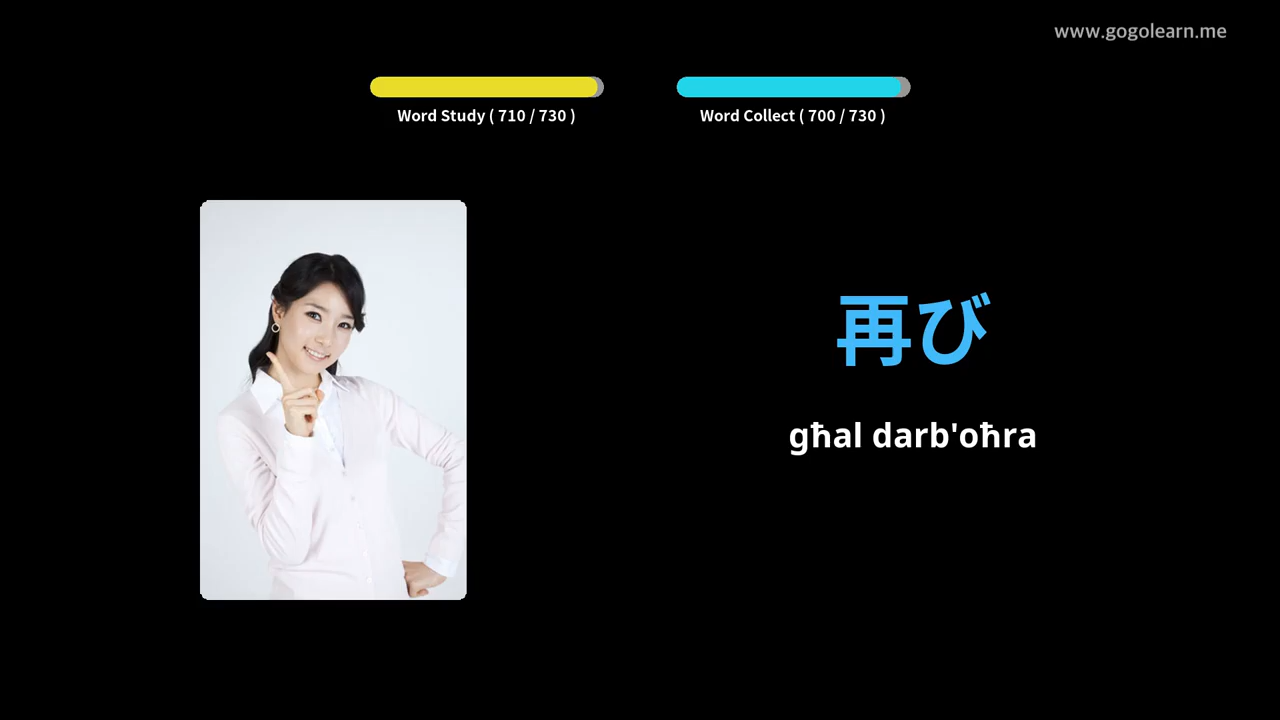 www.gogolearn.me
Word Study ( 710 / 730 )
Word Collect ( 700 / 730 )
再び
għal darb'oħra